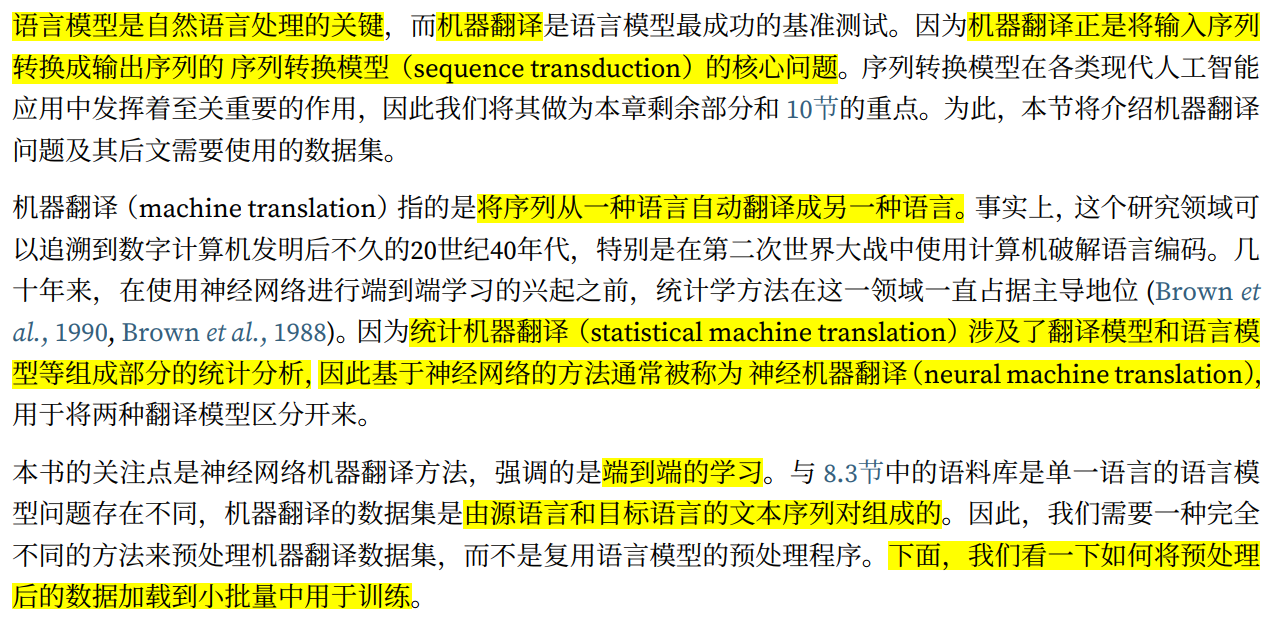 语言模型是自然语言处理的关键，而机器翻译是语言模型最成功的基准测试。因为机器翻译正是将输入序列
转换成输出序列的 序列转换模型（sequence transduction）的核心问题。序列转换模型在各类现代人工智能
应用中发挥着至关重要的作用，因此我们将其做为本章剩余部分和 10节的重点。为此，本节将介绍机器翻译
问题及其后文需要使用的数据集。
机器翻译（machine translation）指的是将序列从一种语言自动翻译成另一种语言。事实上，这个研究领域可
以追溯到数字计算机发明后不久的20世纪40年代，特别是在第二次世界大战中使用计算机破解语言编码。几
十年来，在使用神经网络进行端到端学习的兴起之前，统计学方法在这一领域一直占据主导地位 (Brown et
al., 1990, Brown et al., 1988)。因为统计机器翻译（statistical machine translation）涉及了翻译模型和语言模
型等组成部分的统计分析，因此基于神经网络的方法通常被称为 神经机器翻译（neural machine translation），
用于将两种翻译模型区分开来。
本书的关注点是神经网络机器翻译方法，强调的是端到端的学习。与 8.3节中的语料库是单一语言的语言模
型问题存在不同，机器翻译的数据集是由源语言和目标语言的文本序列对组成的。因此，我们需要一种完全
不同的方法来预处理机器翻译数据集，而不是复用语言模型的预处理程序。下面，我们看一下如何将预处理
后的数据加载到小批量中用于训练。